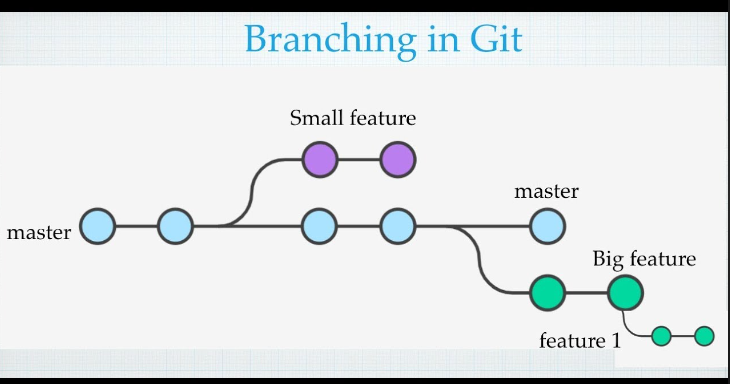 Branching in Git
Small feature
master
master
Big feature
feature 1